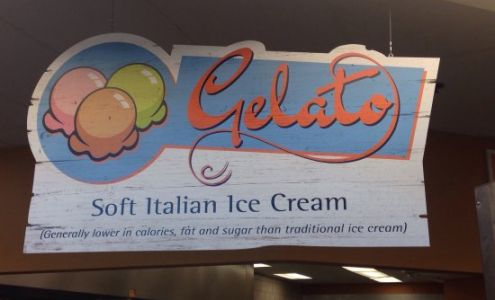 Gelato
Soft Italian Ice Cream
(Generally lower in calories, fat and sugar than traditional ice cream)